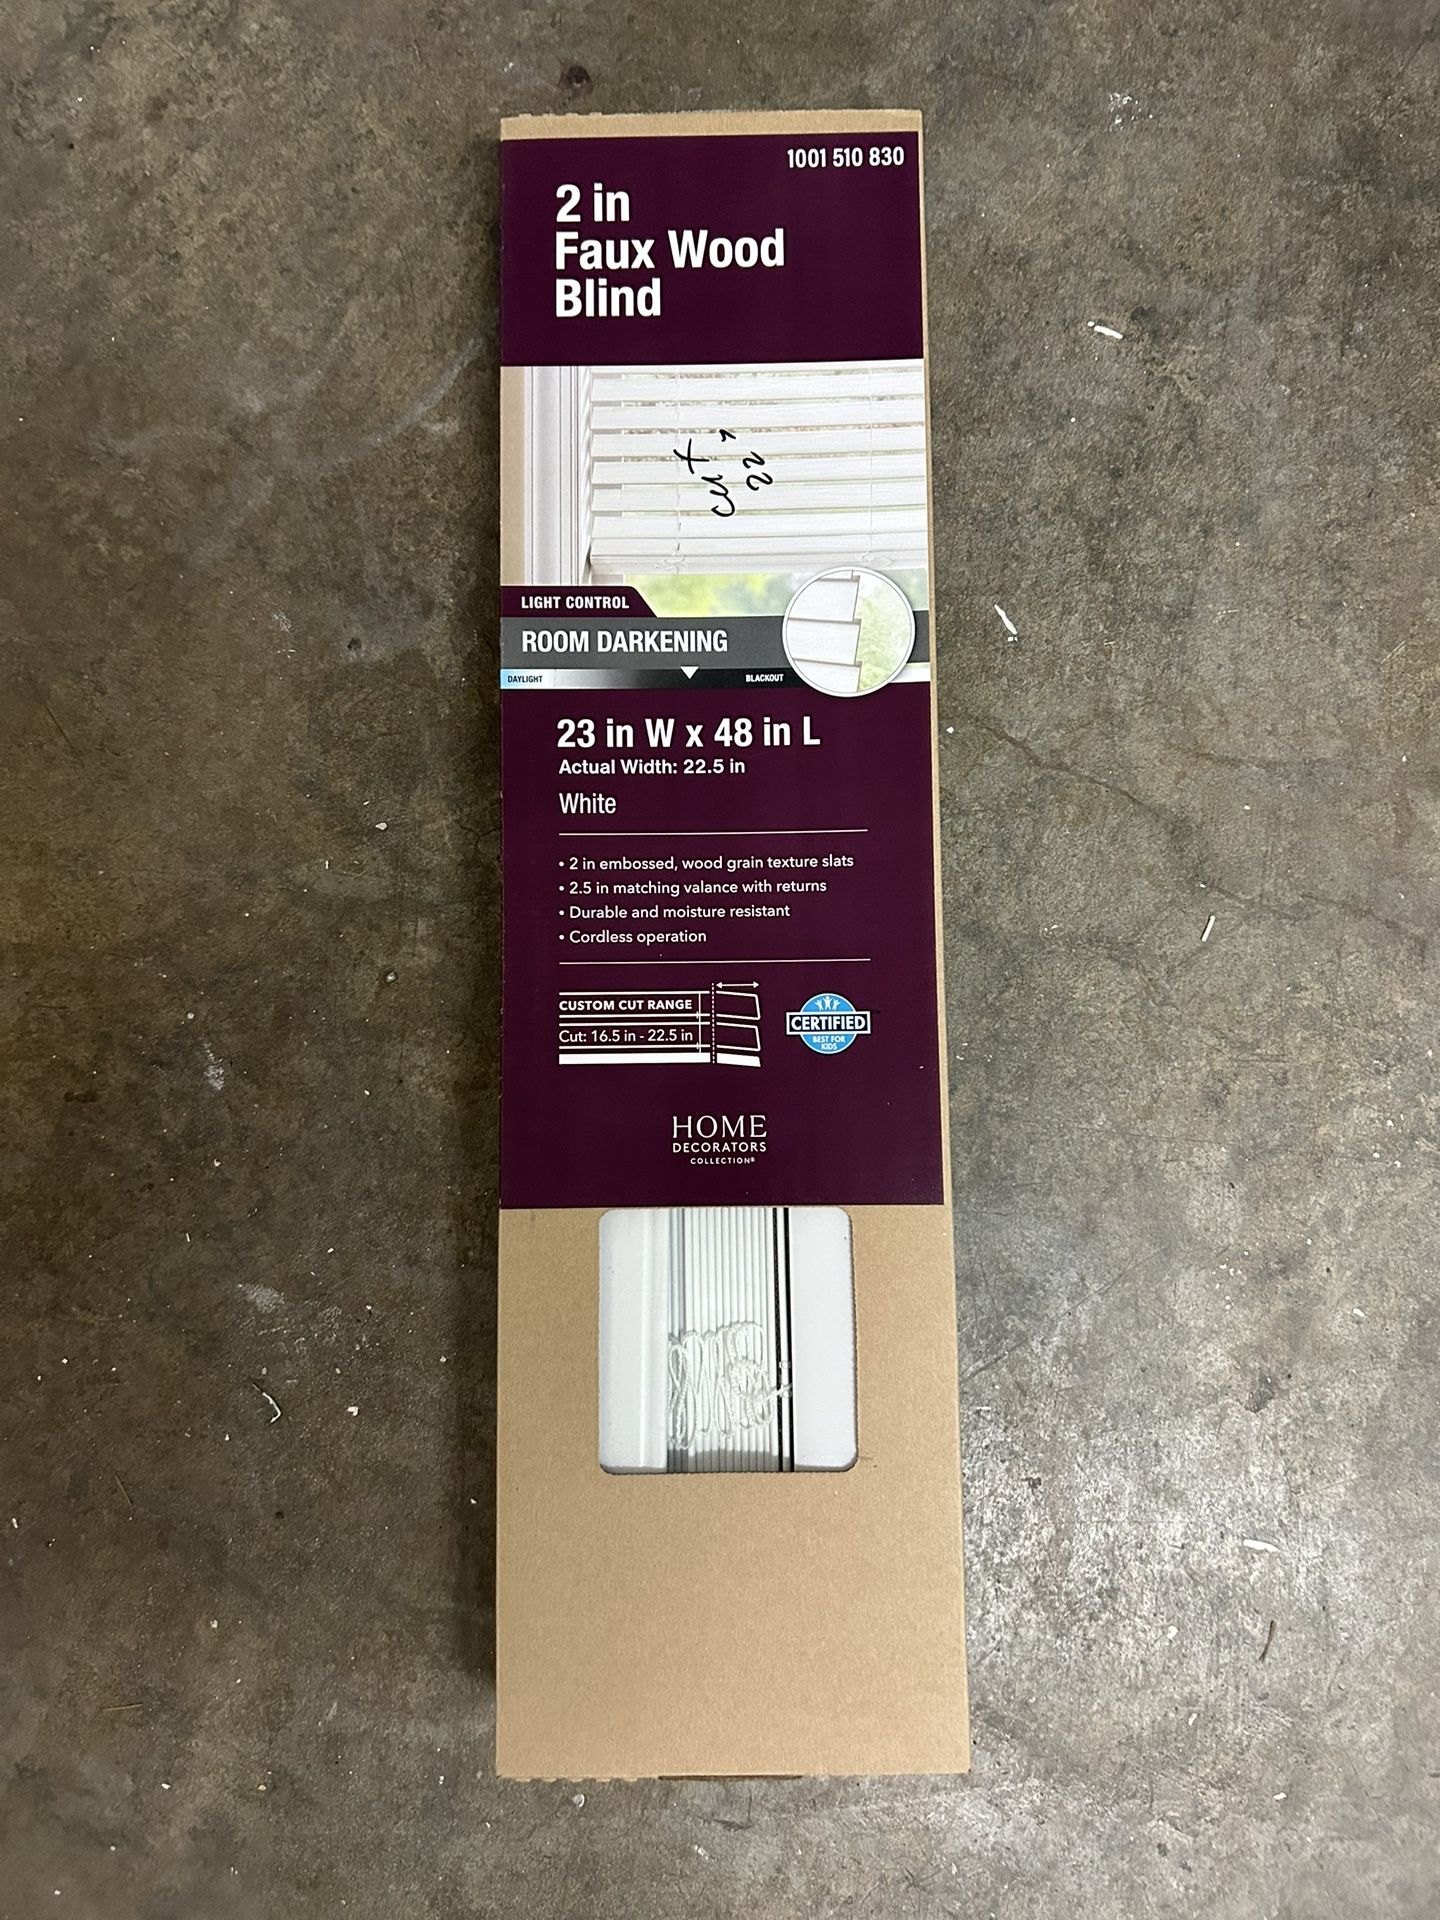 1001 510 830
2 in
Faux Wood
Blind
cut
22"
LIGHT CONTROL
ROOM DARKENING
DAYLIGHT
BLACKOUT
23 in W x 48 in L
Actual Width: 22.5 in
White
• 2 in embossed, wood grain texture slats
• 2.5 in matching valance with returns
• Durable and moisture resistant
• Cordless operation
CUSTOM CUT RANGE
Cut: 16.5 in - 22.5 in
CERTIFIED™
BEST FOR
KIDS
HOME
DECORATORS
COLLECTION®